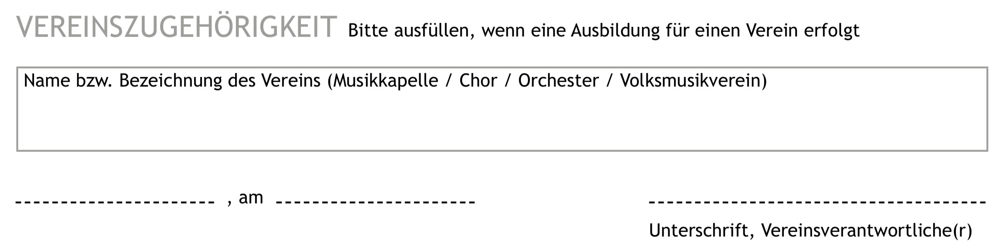 VEREINSZUGEHÖRIGKEIT Bitte ausfüllen, wenn eine Ausbildung für einen Verein erfolgt
Name bzw. Bezeichnung des Vereins (Musikkapelle / Chor / Orchester / Volksmusikverein)
, am
Unterschrift, Vereinsverantwortliche(r)